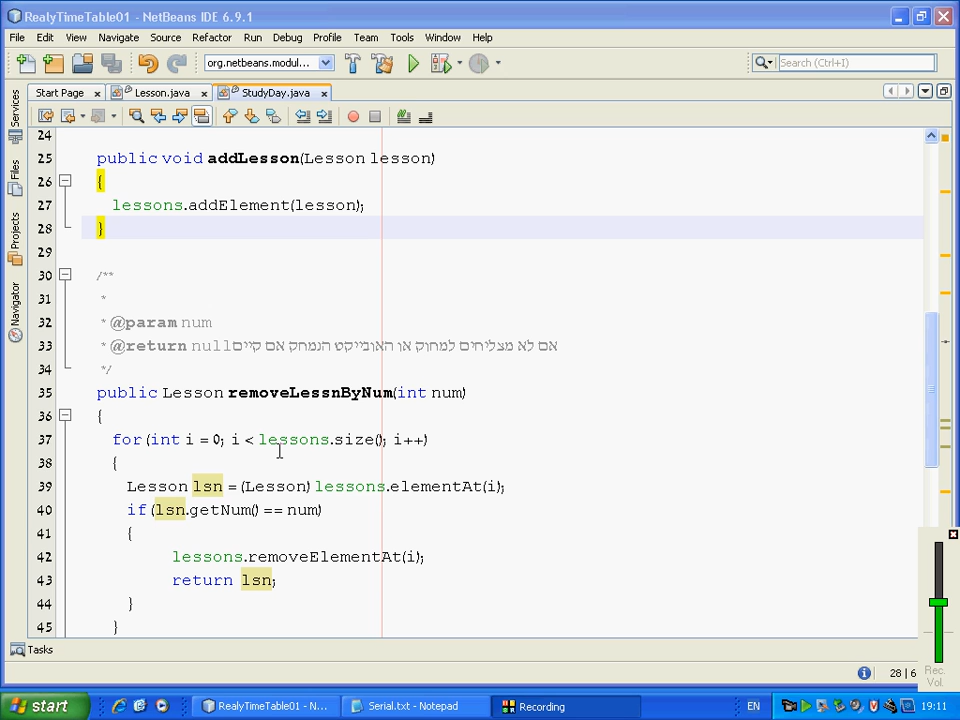 RealyTimeTable01 - NetBeans IDE 6.9.1
File Edit View Navigate Source Refactor Run Debug Profile Team Tools Window Help
org.netbeans.modul... Search (Ctrl+I)
Start Page Lesson.java StudyDay.java
Services
Files
Projects
Navigator
24
25 public void addLesson(Lesson lesson)
26 {
27 lessons.addElement(lesson);
28 }
29
30 /**
31 *
32 * @param num
33 * @return null אם לא מצליחים למחוק או האובייקט הנמחק אם קיים
34 */
35 public Lesson removeLessnByNum(int num)
36 {
37 for (int i = 0; i < lessons.size(); i++)
38 {
39 Lesson lsn = (Lesson) lessons.elementAt(i);
40 if (lsn.getNum() == num)
41 {
42 lessons.removeElementAt(i);
43 return lsn;
44 }
45 }
Tasks
28 | 6
Rec.
Vol.
start RealyTimeTable01 - N... Serial.txt - Notepad Recording EN 19:11